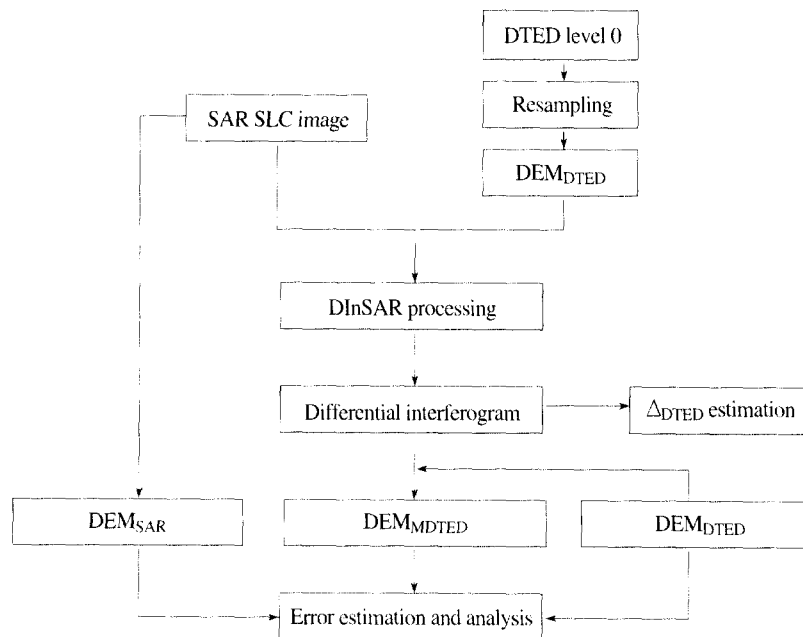 DTED level 0
Resampling
SAR SLC image
DEM_DTED
DInSAR processing
Differential interferogram
Δ_DTED estimation
DEM_SAR
DEM_MDTED
DEM_DTED
Error estimation and analysis